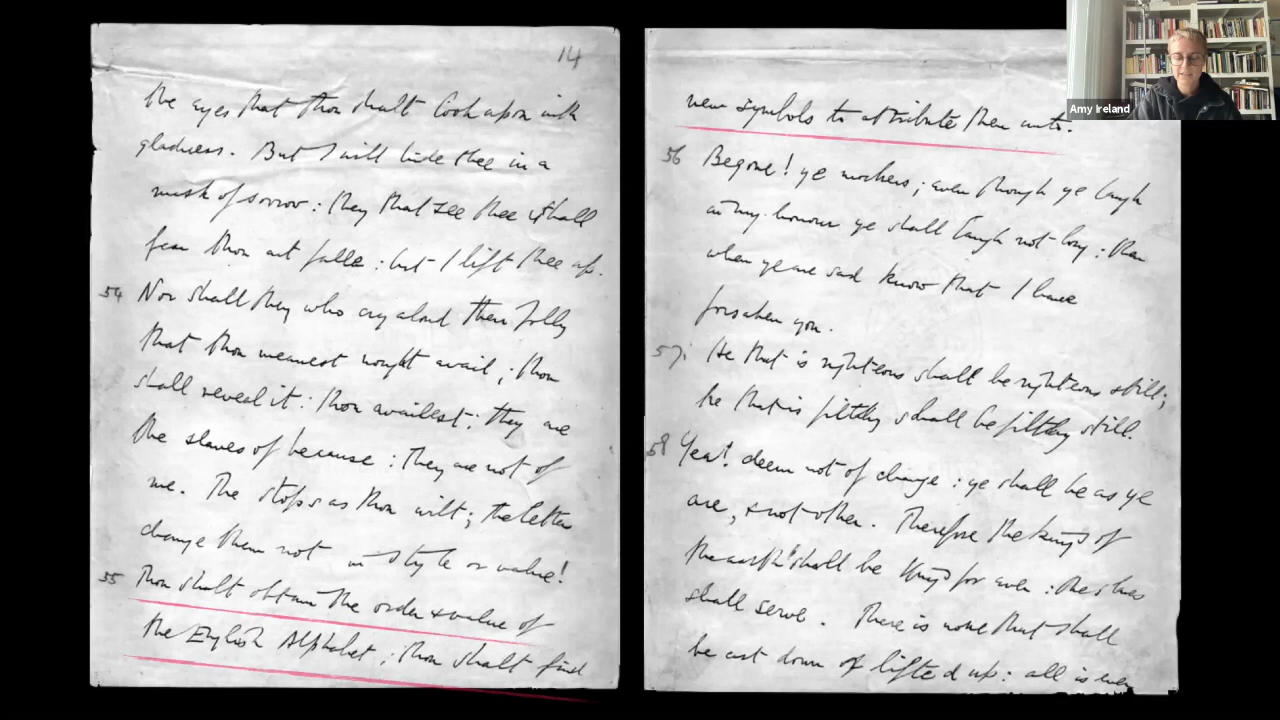 14
the eyes that thou shalt look upon with
gladness. But I will hide thee in a
mask of sorrow: they that see thee shall
fear thou art fallen: but I lift thee up.
54 Nor shall they who cry aloud their folly
that thou meanest nought avail; thou
shall reveal it: thou availest: they are
the slaves of because: They are not of
me. The stops as thou wilt; the letters
change them not in style or value!
55 Thou shalt obtain the order & value of
the English Alphabet; thou shalt find
new symbols to attribute them unto.
56 Begone! ye mockers; even though ye laugh
in my honour ye shall laugh not long: then
when ye are sad know that I have
forsaken you.
57. He that is righteous shall be righteous still;
he that is filthy shall be filthy still.
58 Yea! deem not of change: ye shall be as ye
are, & not other. Therefore the kings of
the earth shall be Kings for ever: the slaves
shall serve. There is none that shall
be cast down or lifted up: all is ever
Amy Ireland